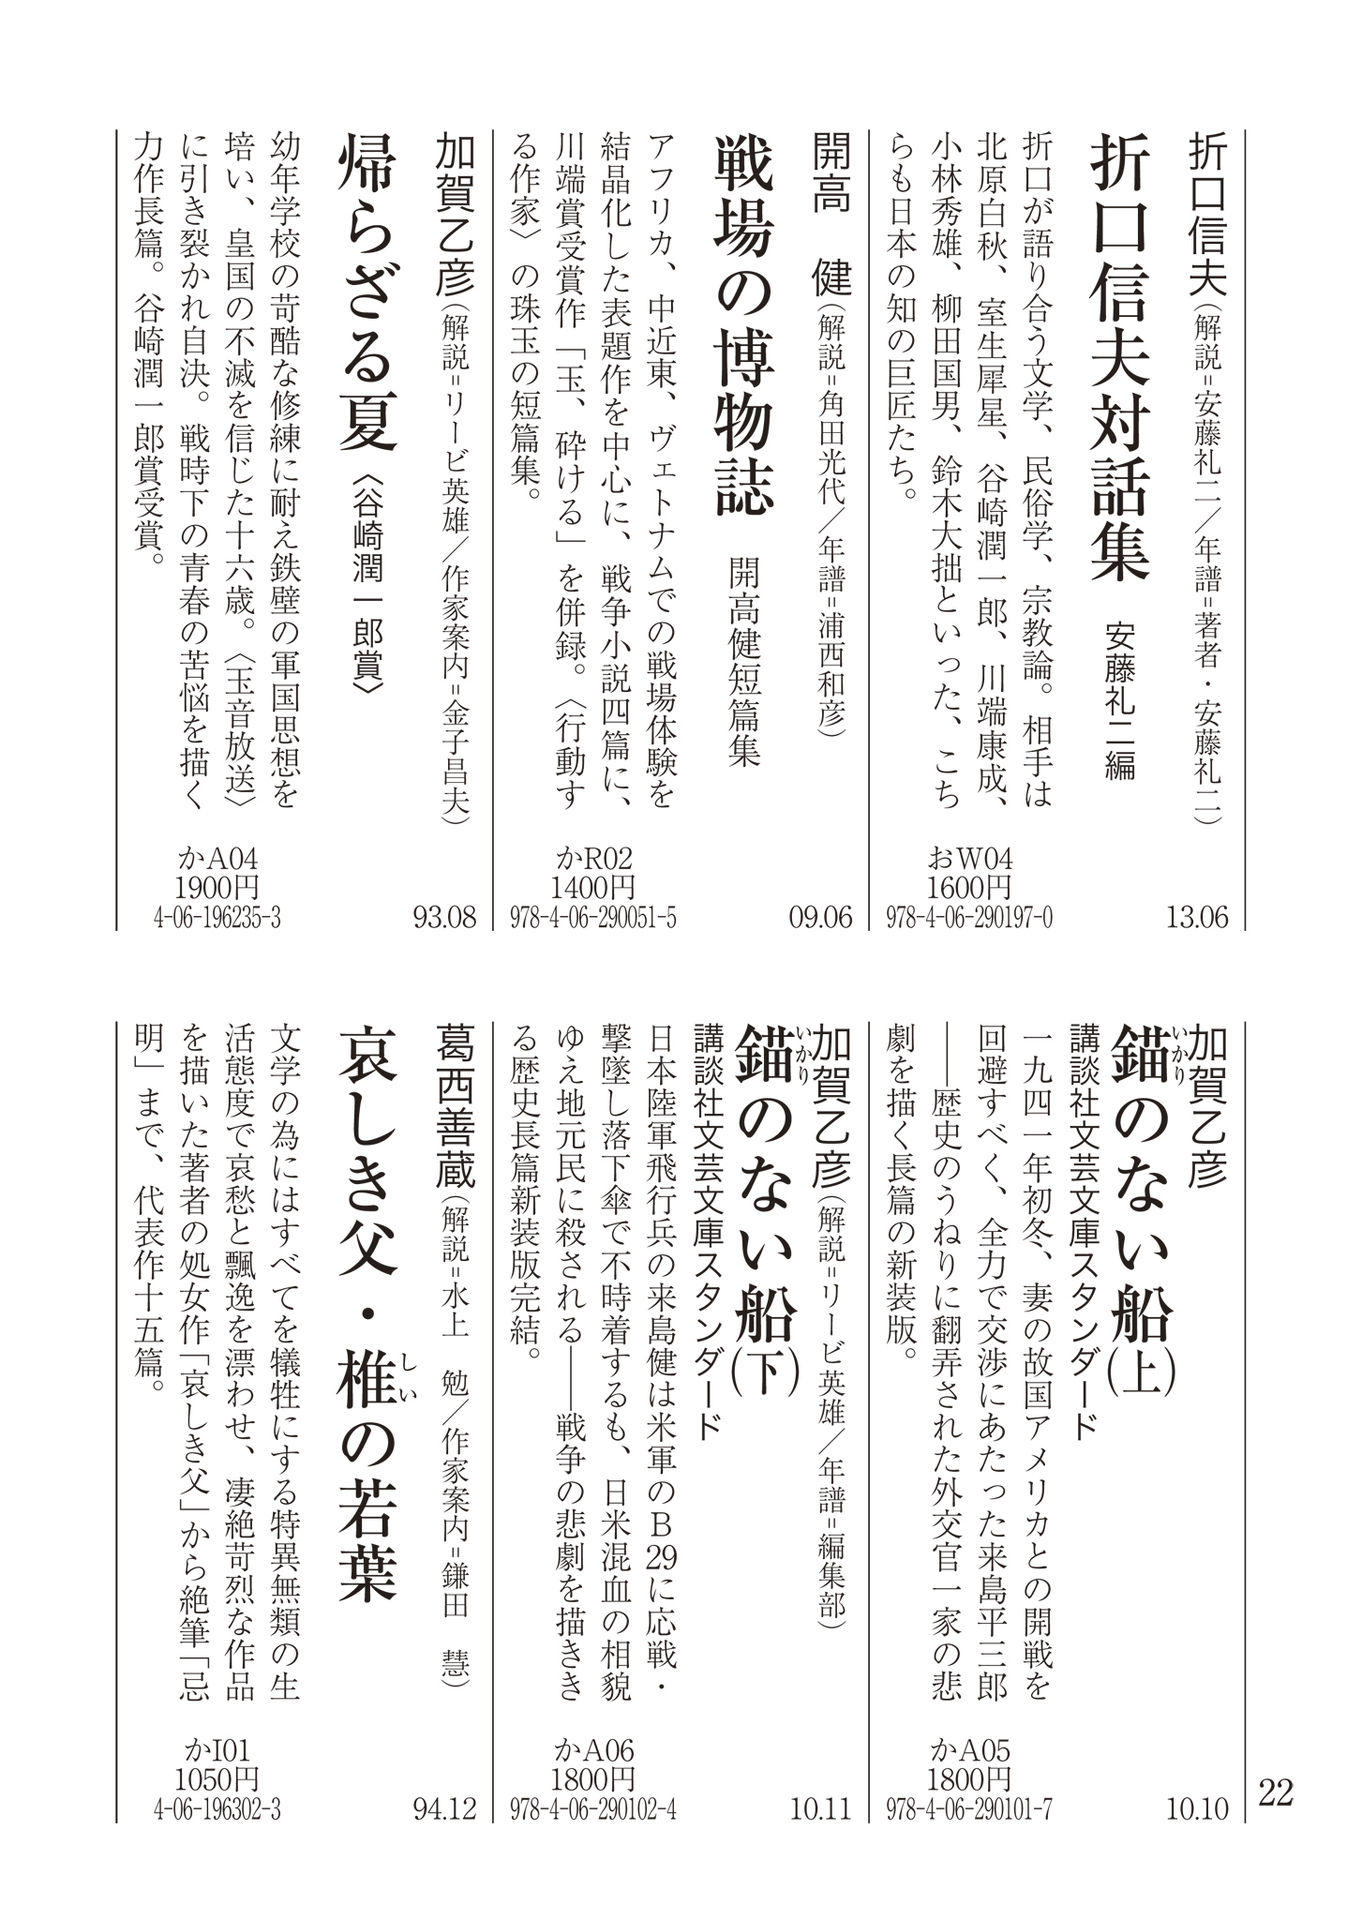 折口信夫（解説=安藤礼二／年譜=著者・安藤礼二）
折口信夫対話集　安藤礼二編
折口が語り合う文学、民俗学、宗教論。相手は
北原白秋、室生犀星、谷崎潤一郎、川端康成、
小林秀雄、柳田国男、鈴木大拙といった、こち
らも日本の知の巨匠たち。
おW04
1600円
978-4-06-290197-0
13.06
開高　健（解説=角田光代／年譜=浦西和彦）
戦場の博物誌　開高健短篇集
アフリカ、中近東、ヴェトナムでの戦場体験を
結晶化した表題作を中心に、戦争小説四篇に、
川端賞受賞作「玉、砕ける」を併録。〈行動す
る作家〉の珠玉の短篇集。
かR02
1400円
978-4-06-290051-5
09.06
加賀乙彦（解説=リービ英雄／作家案内=金子昌夫）
帰らざる夏〈谷崎潤一郎賞〉
幼年学校の苛酷な修練に耐え鉄壁の軍国思想を
培い、皇国の不滅を信じた十六歳。〈玉音放送〉
に引き裂かれ自決。戦時下の青春の苦悩を描く
力作長篇。谷崎潤一郎賞受賞。
かA04
1900円
4-06-196235-3
93.08
加賀乙彦
錨のない船（上）
いかり
講談社文芸文庫スタンダード
一九四一年初冬、妻の故国アメリカとの開戦を
回避すべく、全力で交渉にあたった来島平三郎
――歴史のうねりに翻弄された外交官一家の悲
劇を描く長篇の新装版。
かA05
1800円
978-4-06-290101-7
10.10
加賀乙彦（解説=リービ英雄／年譜=編集部）
錨のない船（下）
いかり
講談社文芸文庫スタンダード
日本陸軍飛行兵の来島健は米軍のＢ29に応戦・
撃墜し落下傘で不時着するも、日米混血の相貌
ゆえ地元民に殺される――戦争の悲劇を描きき
る歴史長篇新装版完結。
かA06
1800円
978-4-06-290102-4
10.11
葛西善蔵（解説=水上　勉／作家案内=鎌田　慧）
哀しき父・椎の若葉
しい
文学の為にはすべてを犠牲にする特異無類の生
活態度で哀愁と飄逸を漂わせ、凄絶苛烈な作品
を描いた著者の処女作「哀しき父」から絶筆「忌
明」まで、代表作十五篇。
かI01
1050円
4-06-196302-3
94.12
22